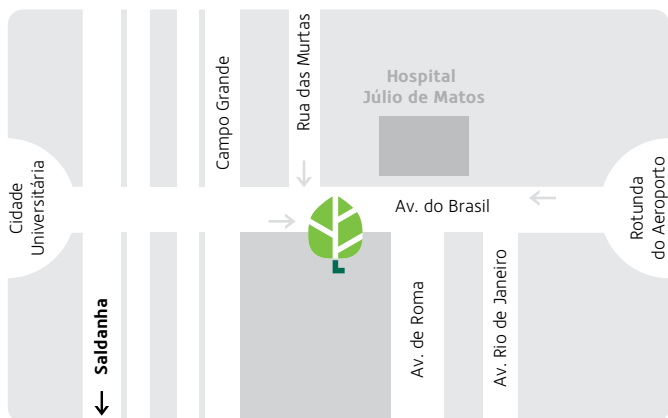 Cidade
Universitária
Saldanha
Campo Grande
Rua das Murtas
Hospital
Júlio de Matos
Av. do Brasil
Av. de Roma
Av. Rio de Janeiro
Rotunda
do Aeroporto